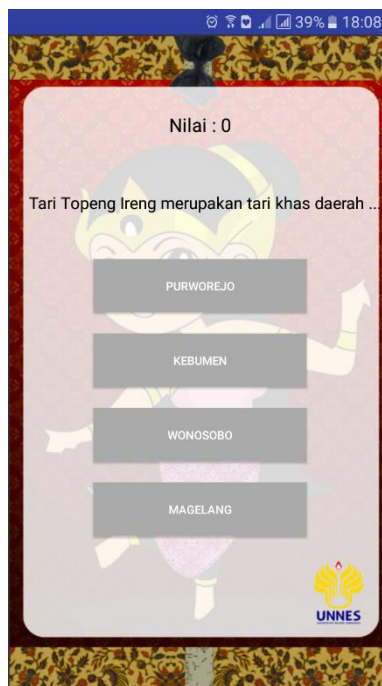 39% 18:08
Nilai : 0
Tari Topeng Ireng merupakan tari khas daerah ...
PURWOREJO
KEBUMEN
WONOSOBO
MAGELANG
UNNES